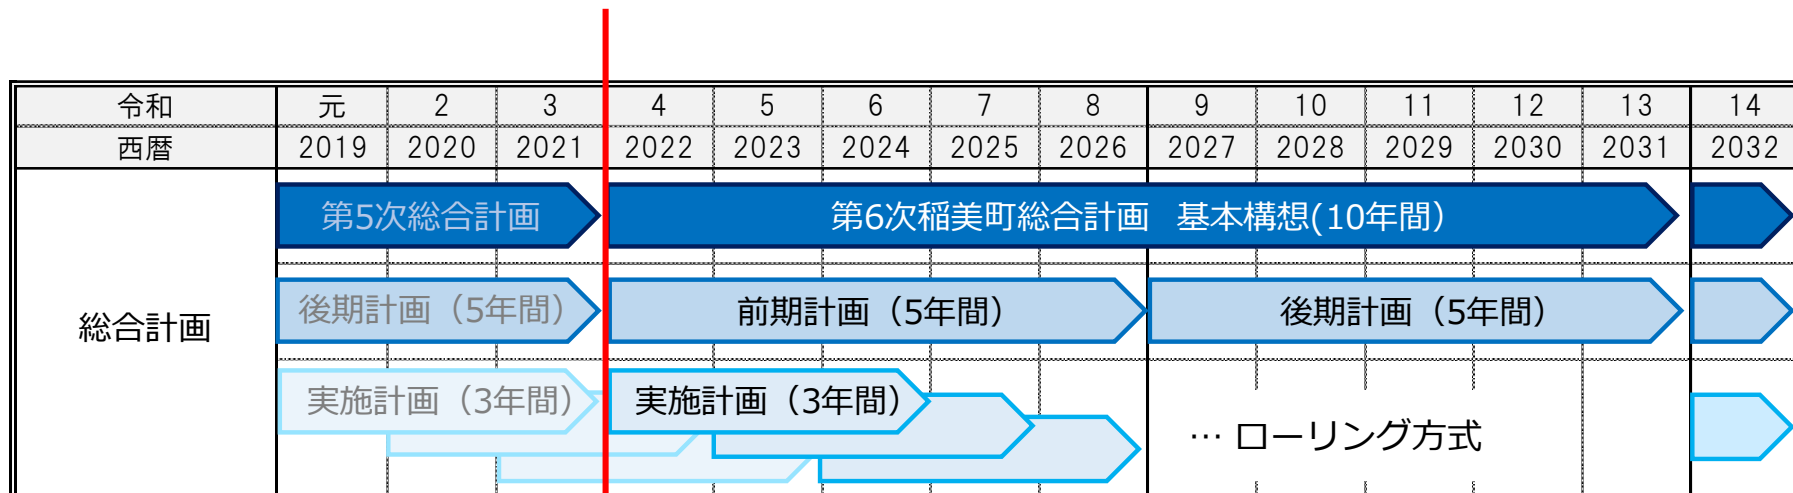 令和 元 2 3 4 5 6 7 8 9 10 11 12 13 14
西暦 2019 2020 2021 2022 2023 2024 2025 2026 2027 2028 2029 2030 2031 2032
第5次総合計画 第6次稲美町総合計画 基本構想(10年間)
後期計画（5年間） 前期計画（5年間） 後期計画（5年間）
総合計画
実施計画（3年間） 実施計画（3年間）
… ローリング方式